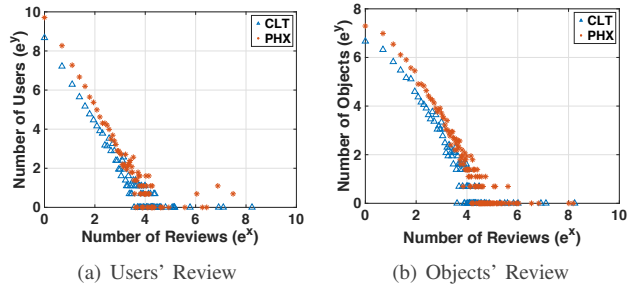 10
8
6
4
2
0
Number of Users (e^y)
CLT
PHX
0 2 4 6 8 10
Number of Reviews (e^x)
(a) Users' Review
8
6
4
2
0
Number of Objects (e^y)
CLT
PHX
0 2 4 6 8 10
Number of Reviews (e^x)
(b) Objects' Review